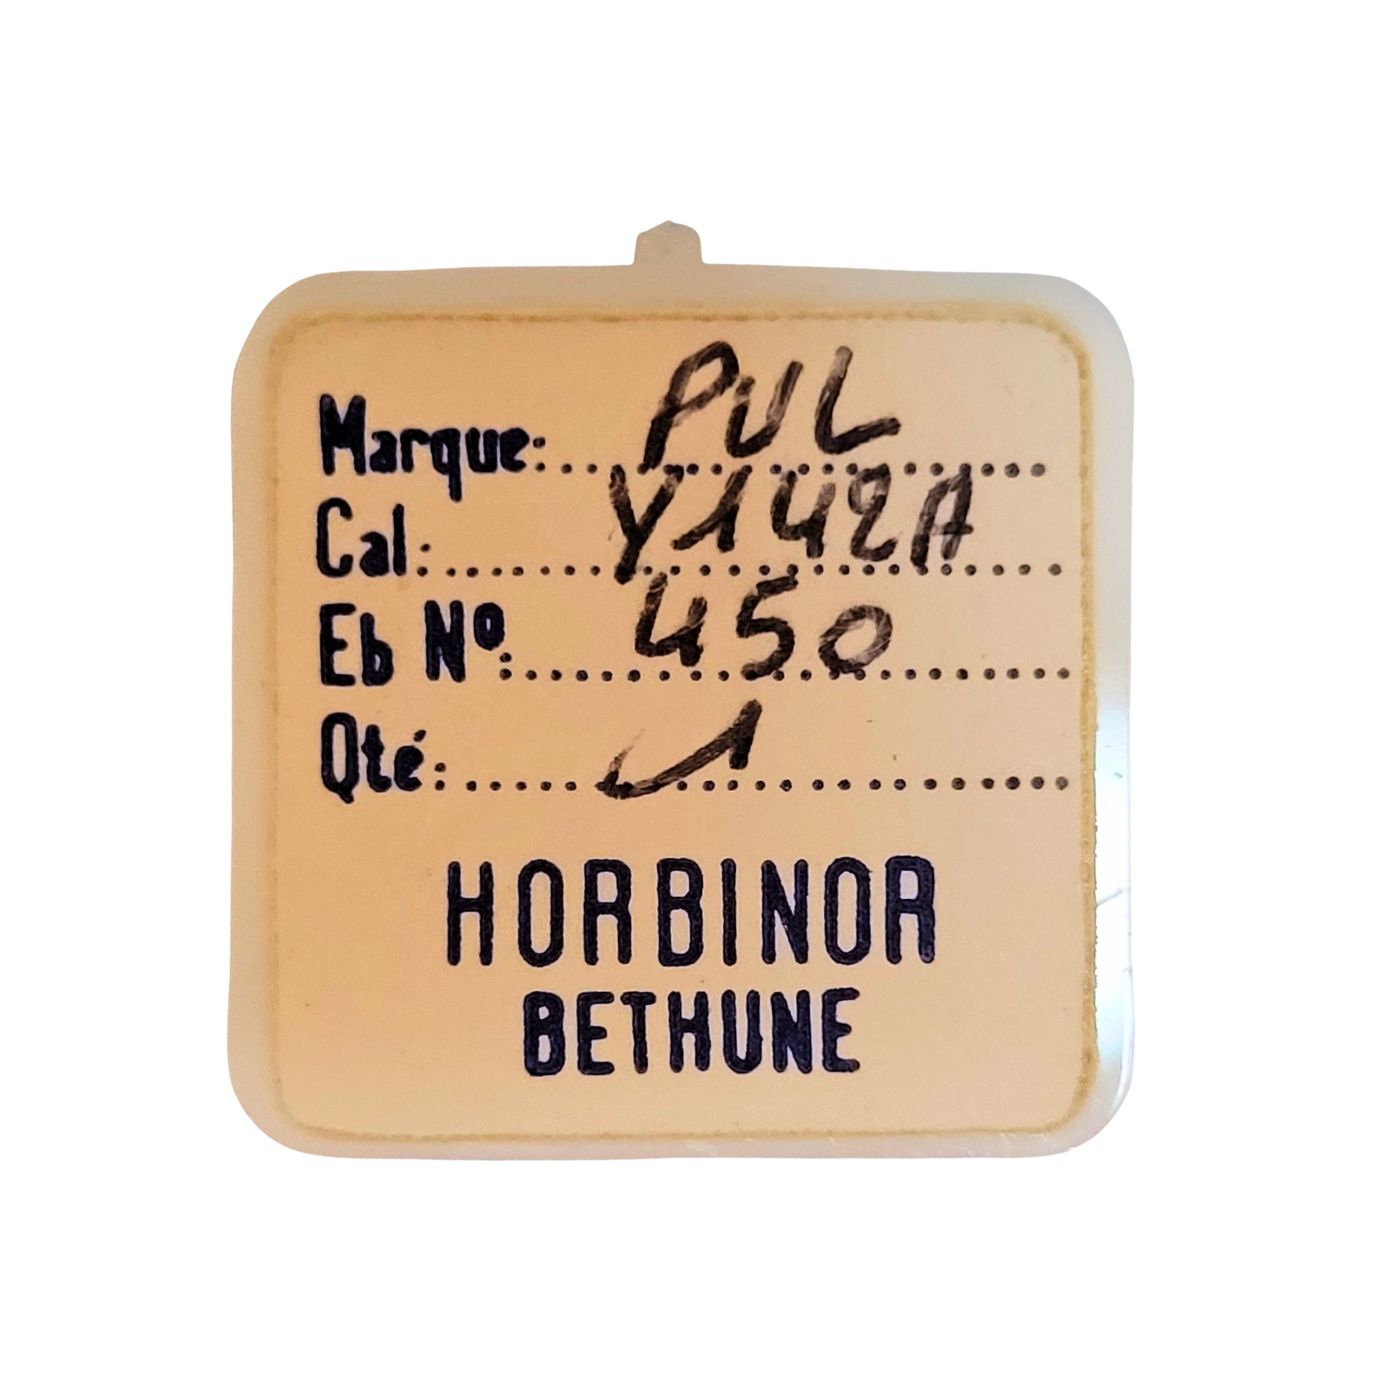 Marque: PUL
Cal: Y142A
Eb Nº: 450
Qté: 1
HORBINOR
BETHUNE